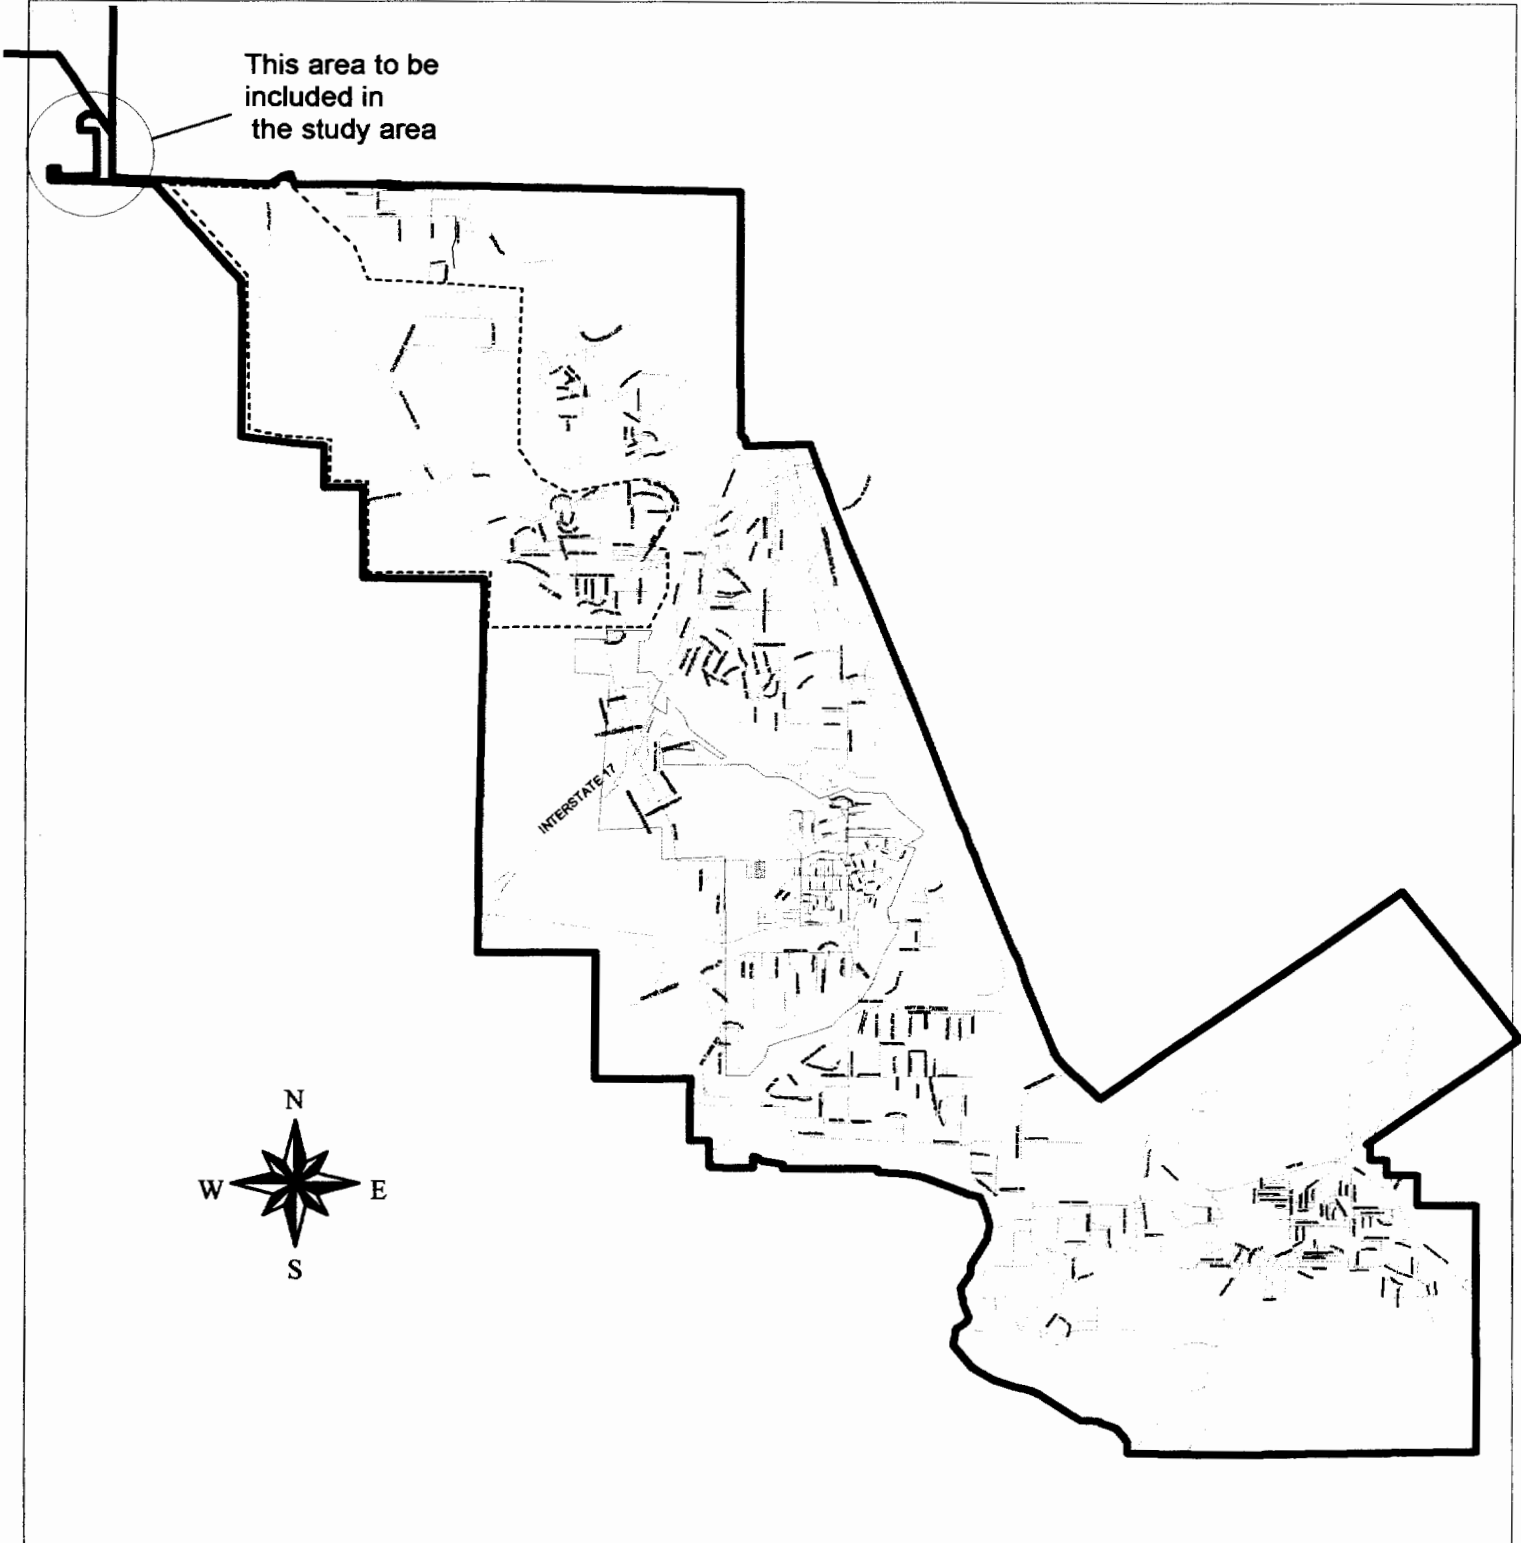 This area to be
included in
the study area
INTERSTATE 17
N
W
E
S